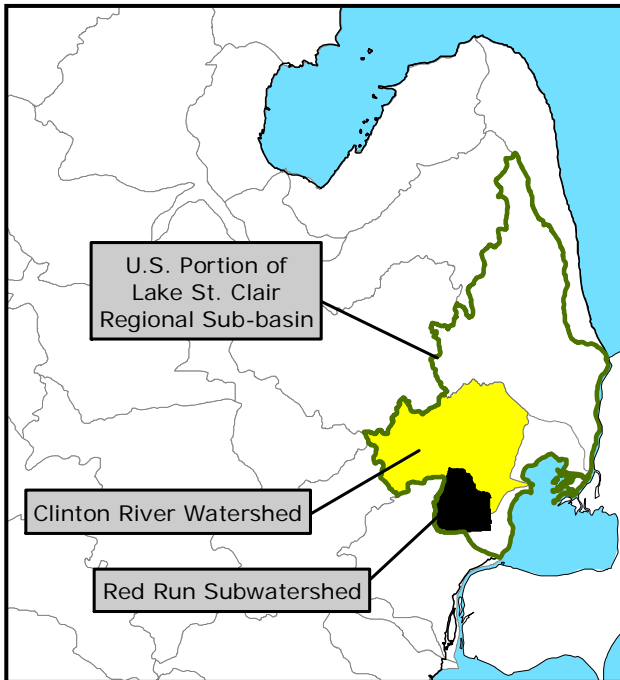 U.S. Portion of
Lake St. Clair
Regional Sub-basin
Clinton River Watershed
Red Run Subwatershed